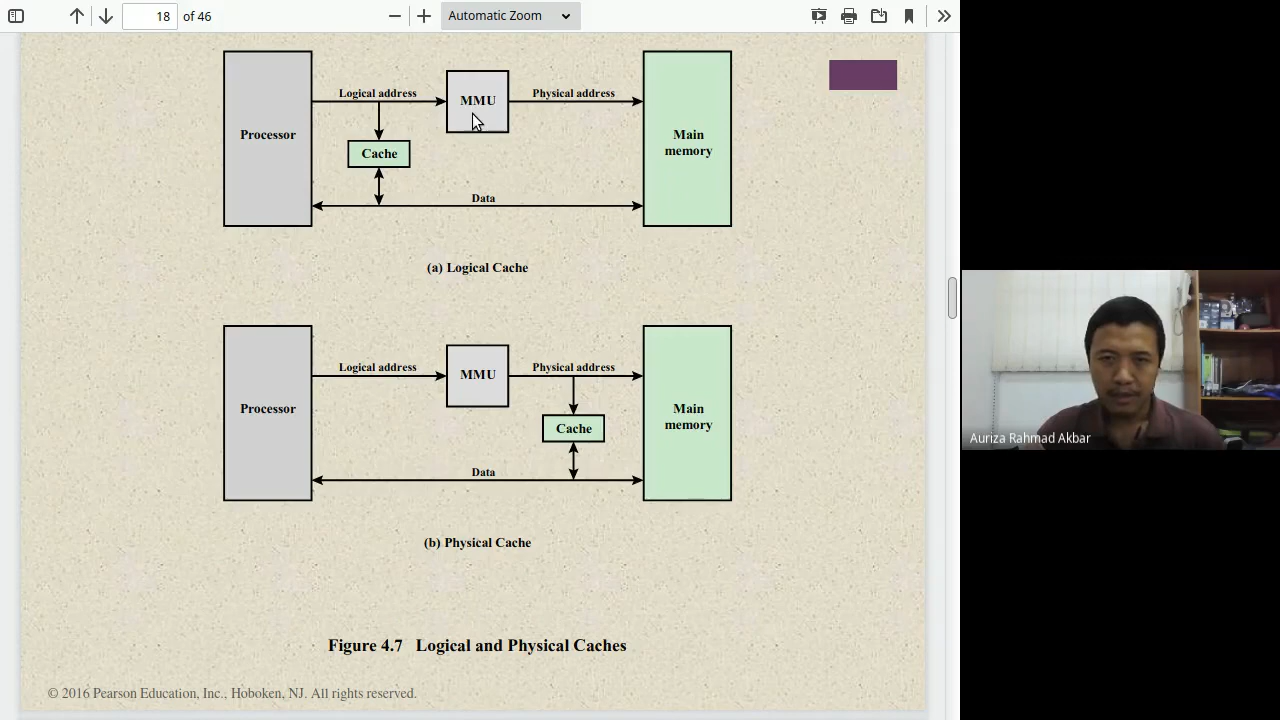 18 of 46
Automatic Zoom
Logical address
MMU
Physical address
Processor
Cache
Main
memory
Data
(a) Logical Cache
Logical address
MMU
Physical address
Processor
Cache
Main
memory
Data
(b) Physical Cache
Figure 4.7 Logical and Physical Caches
© 2016 Pearson Education, Inc., Hoboken, NJ. All rights reserved.
Auriza Rahmad Akbar